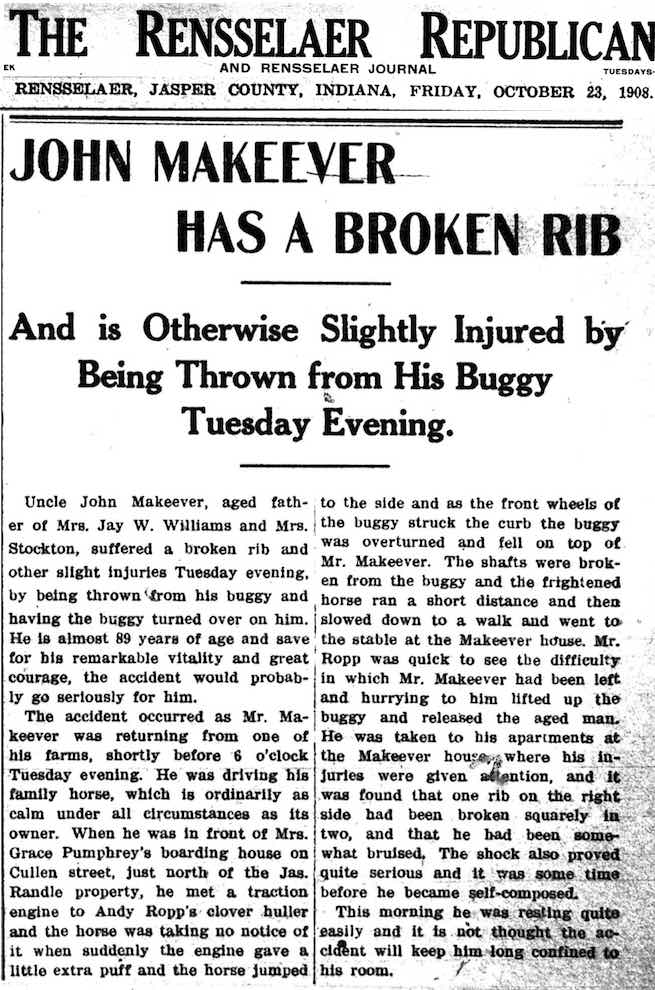 THE RENSSELAER REPUBLICAN
EK
AND RENSSELAER JOURNAL
TUESDAYS-
RENSSELAER, JASPER COUNTY, INDIANA, FRIDAY, OCTOBER 23, 1908.
JOHN MAKEEVER
HAS A BROKEN RIB
And is Otherwise Slightly Injured by
Being Thrown from His Buggy
Tuesday Evening.
Uncle John Makeever, aged fath-
er of Mrs. Jay W. Williams and Mrs.
Stockton, suffered a broken rib and
other slight injuries Tuesday evening,
by being thrown from his buggy and
having the buggy turned over on him.
He is almost 89 years of age and save
for his remarkable vitality and great
courage, the accident would probab-
ly go seriously for him.
The accident occurred as Mr. Ma-
keever was returning from one of
his farms, shortly before 6 o'clock
Tuesday evening. He was driving his
family horse, which is ordinarily as
calm under all circumstances as its
owner. When he was in front of Mrs.
Grace Pumphrey's boarding house on
Cullen street, just north of the Jas.
Randle property, he met a traction
engine to Andy Ropp's clover huller
and the horse was taking no notice of
it when suddenly the engine gave a
little extra puff and the horse jumped
to the side and as the front wheels of
the buggy struck the curb the buggy
was overturned and fell on top of
Mr. Makeever. The shafts were brok-
en from the buggy and the frightened
horse ran a short distance and then
slowed down to a walk and went to
the stable at the Makeever house. Mr.
Ropp was quick to see the difficulty
in which Mr. Makeever had been left
and hurrying to him lifted up the
buggy and released the aged man.
He was taken to his apartments at
the Makeever house, where his in-
juries were given attention, and it
was found that one rib on the right
side had been broken squarely in
two, and that he had been some-
what bruised. The shock also proved
quite serious and it was some time
before he became self-composed.
This morning he was resting quite
easily and it is not thought the ac-
cident will keep him long confined to
his room.